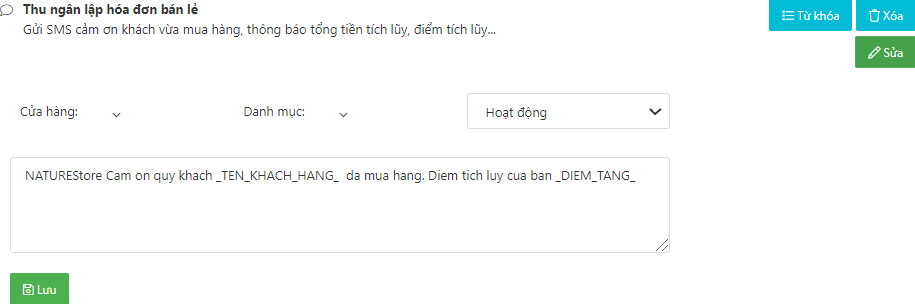 Thu ngân lập hóa đơn bán lẻ
Gửi SMS cảm ơn khách vừa mua hàng, thông báo tổng tiền tích lũy, điểm tích lũy...
Từ khóa
Xóa
Sửa
Cửa hàng:
Danh mục:
Hoạt động
NATUREStore Cam on quy khach _TEN_KHACH_HANG_ da mua hang. Diem tich luy cua ban _DIEM_TANG_
Lưu